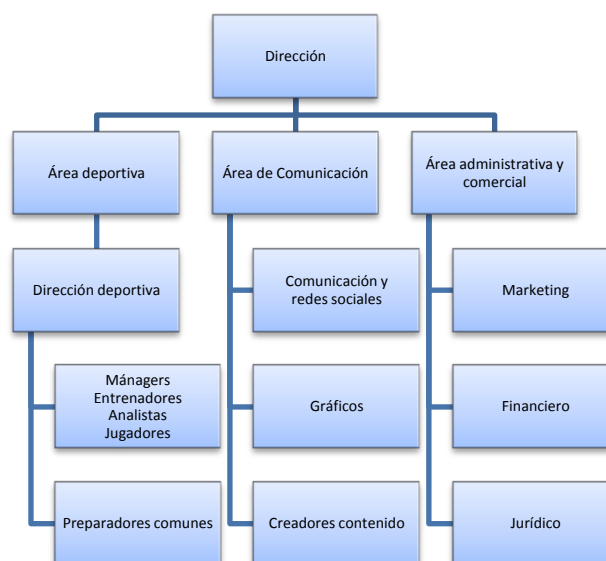 Dirección
Área deportiva
Área de Comunicación
Área administrativa y
comercial
Dirección deportiva
Comunicación y
redes sociales
Marketing
Mánagers
Entrenadores
Analistas
Jugadores
Gráficos
Financiero
Preparadores comunes
Creadores contenido
Jurídico